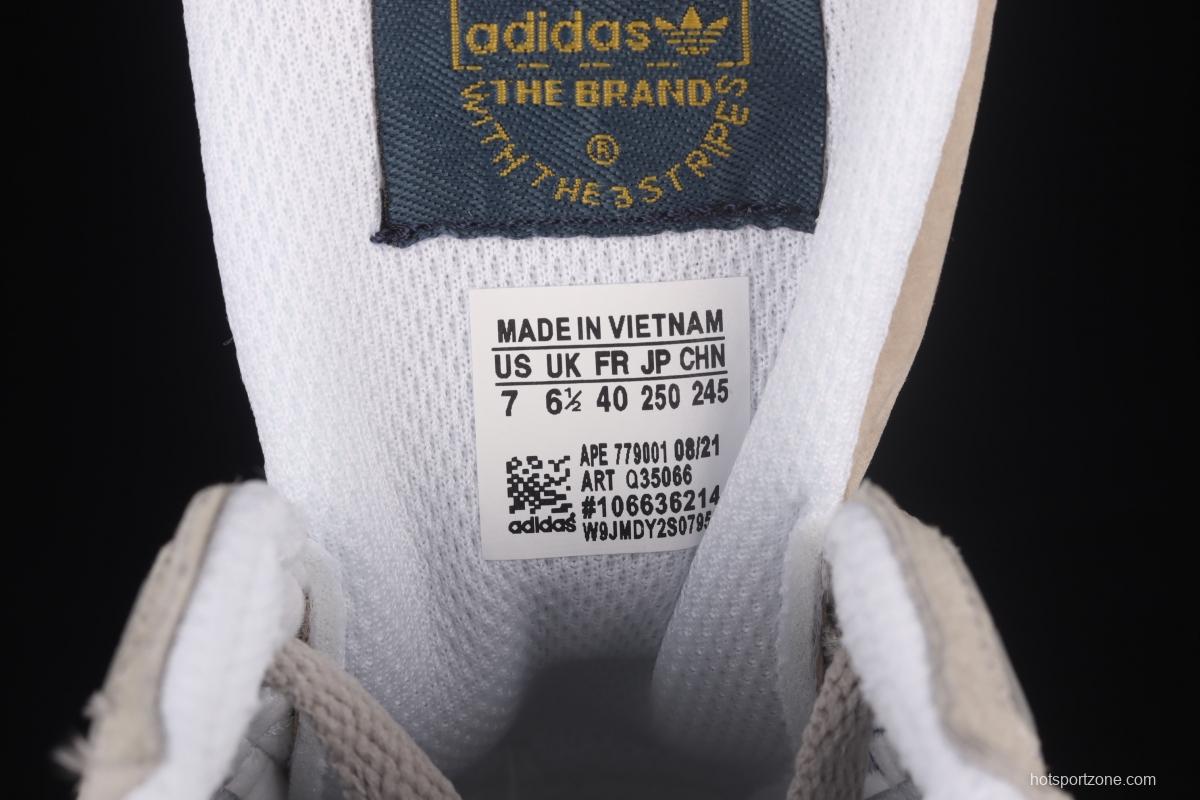 adidas
THE BRAND
®
WITH THE 3 STRIPES
MADE IN VIETNAM
US UK FR JP CHN
7 6½ 40 250 245
APE 779001 08/21
ART Q35066
#106636214
adidas
W9JMDY2S0795
hotsportzone.com